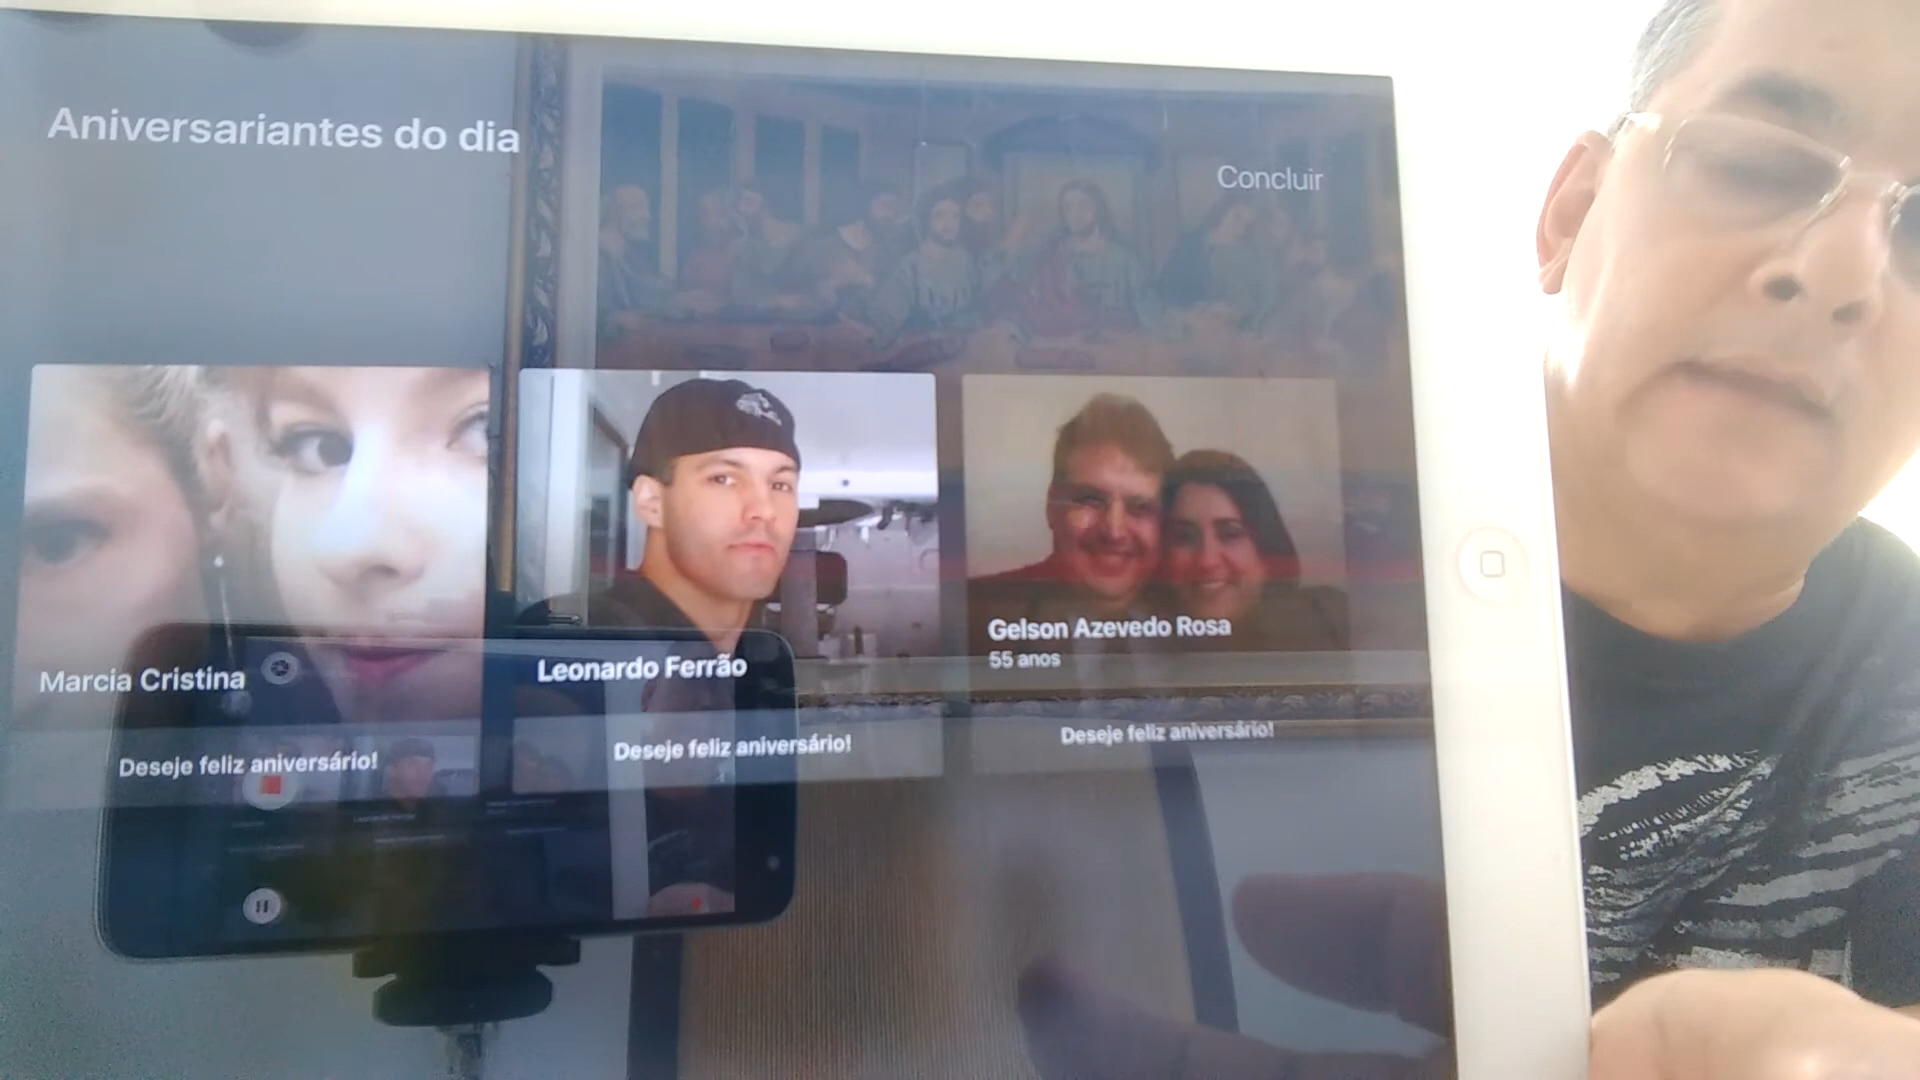 Aniversariantes do dia
Concluir
Marcia Cristina
Leonardo Ferrão
Gelson Azevedo Rosa
55 anos
Deseje feliz aniversário!
Deseje feliz aniversário!
Deseje feliz aniversário!